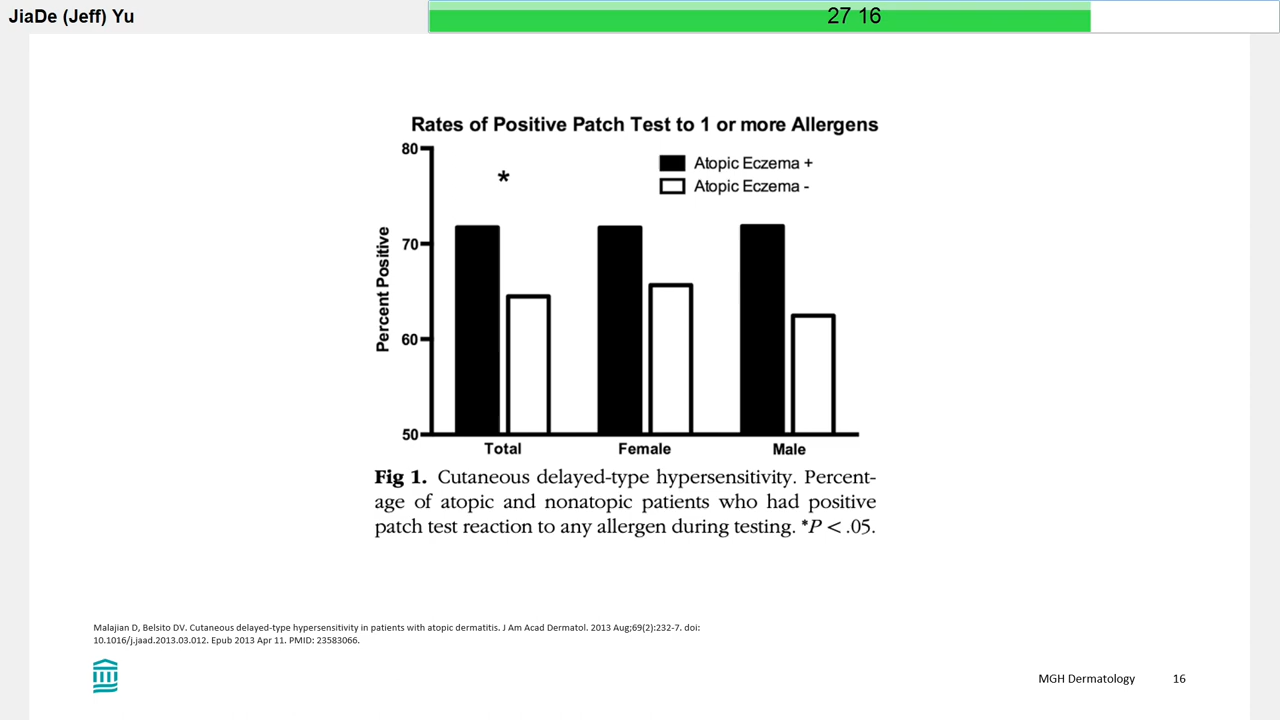 JiaDe (Jeff) Yu
27 16
Rates of Positive Patch Test to 1 or more Allergens
80
*
Atopic Eczema +
Atopic Eczema -
70
Percent Positive
60
50
Total Female Male
Fig 1. Cutaneous delayed-type hypersensitivity. Percent-
age of atopic and nonatopic patients who had positive
patch test reaction to any allergen during testing. *P < .05.
Malajian D, Belsito DV. Cutaneous delayed-type hypersensitivity in patients with atopic dermatitis. J Am Acad Dermatol. 2013 Aug;69(2):232-7. doi:
10.1016/j.jaad.2013.03.012. Epub 2013 Apr 11. PMID: 23583066.
MGH Dermatology 16